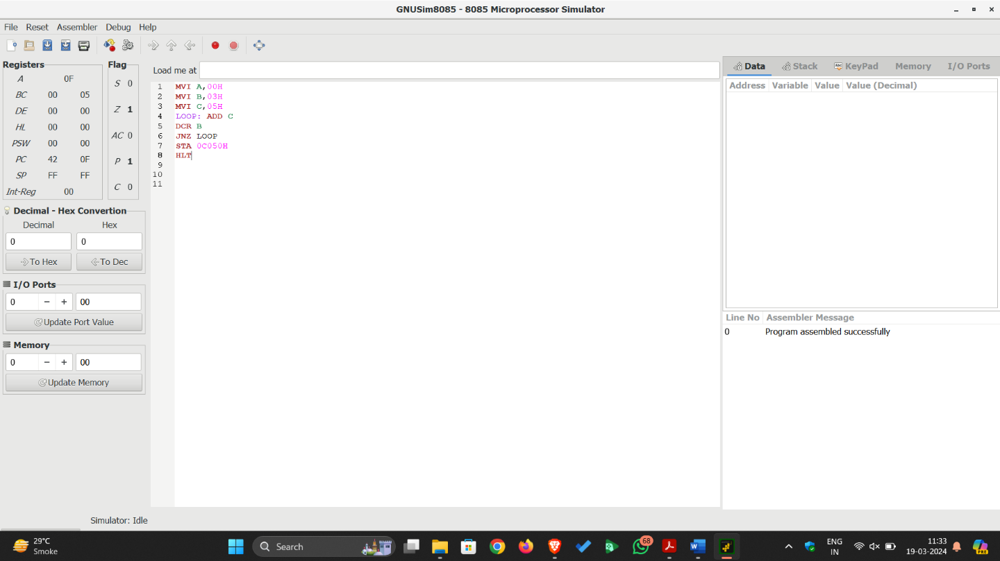 GNUSim8085 - 8085 Microprocessor Simulator
File Reset Assembler Debug Help
Registers
A 0F
BC 00 05
DE 00 00
HL 00 00
PSW 00 00
PC 42 0F
SP FF FF
Int-Reg 00
Flag
S 0
Z 1
AC 0
P 1
C 0
Decimal - Hex Convertion
Decimal Hex
0 0
To Hex To Dec
I/O Ports
0 − + 00
Update Port Value
Memory
0 − + 00
Update Memory
Load me at
1 MVI A,00H
2 MVI B,03H
3 MVI C,05H
4 LOOP: ADD C
5 DCR B
6 JNZ LOOP
7 STA 0C050H
8 HLT
9
10
11
Data Stack KeyPad Memory I/O Ports
Address Variable Value Value (Decimal)
Line No Assembler Message
0 Program assembled successfully
Simulator: Idle
29°C
Smoke
Search
68
ENG
IN
11:33
19-03-2024
PRE